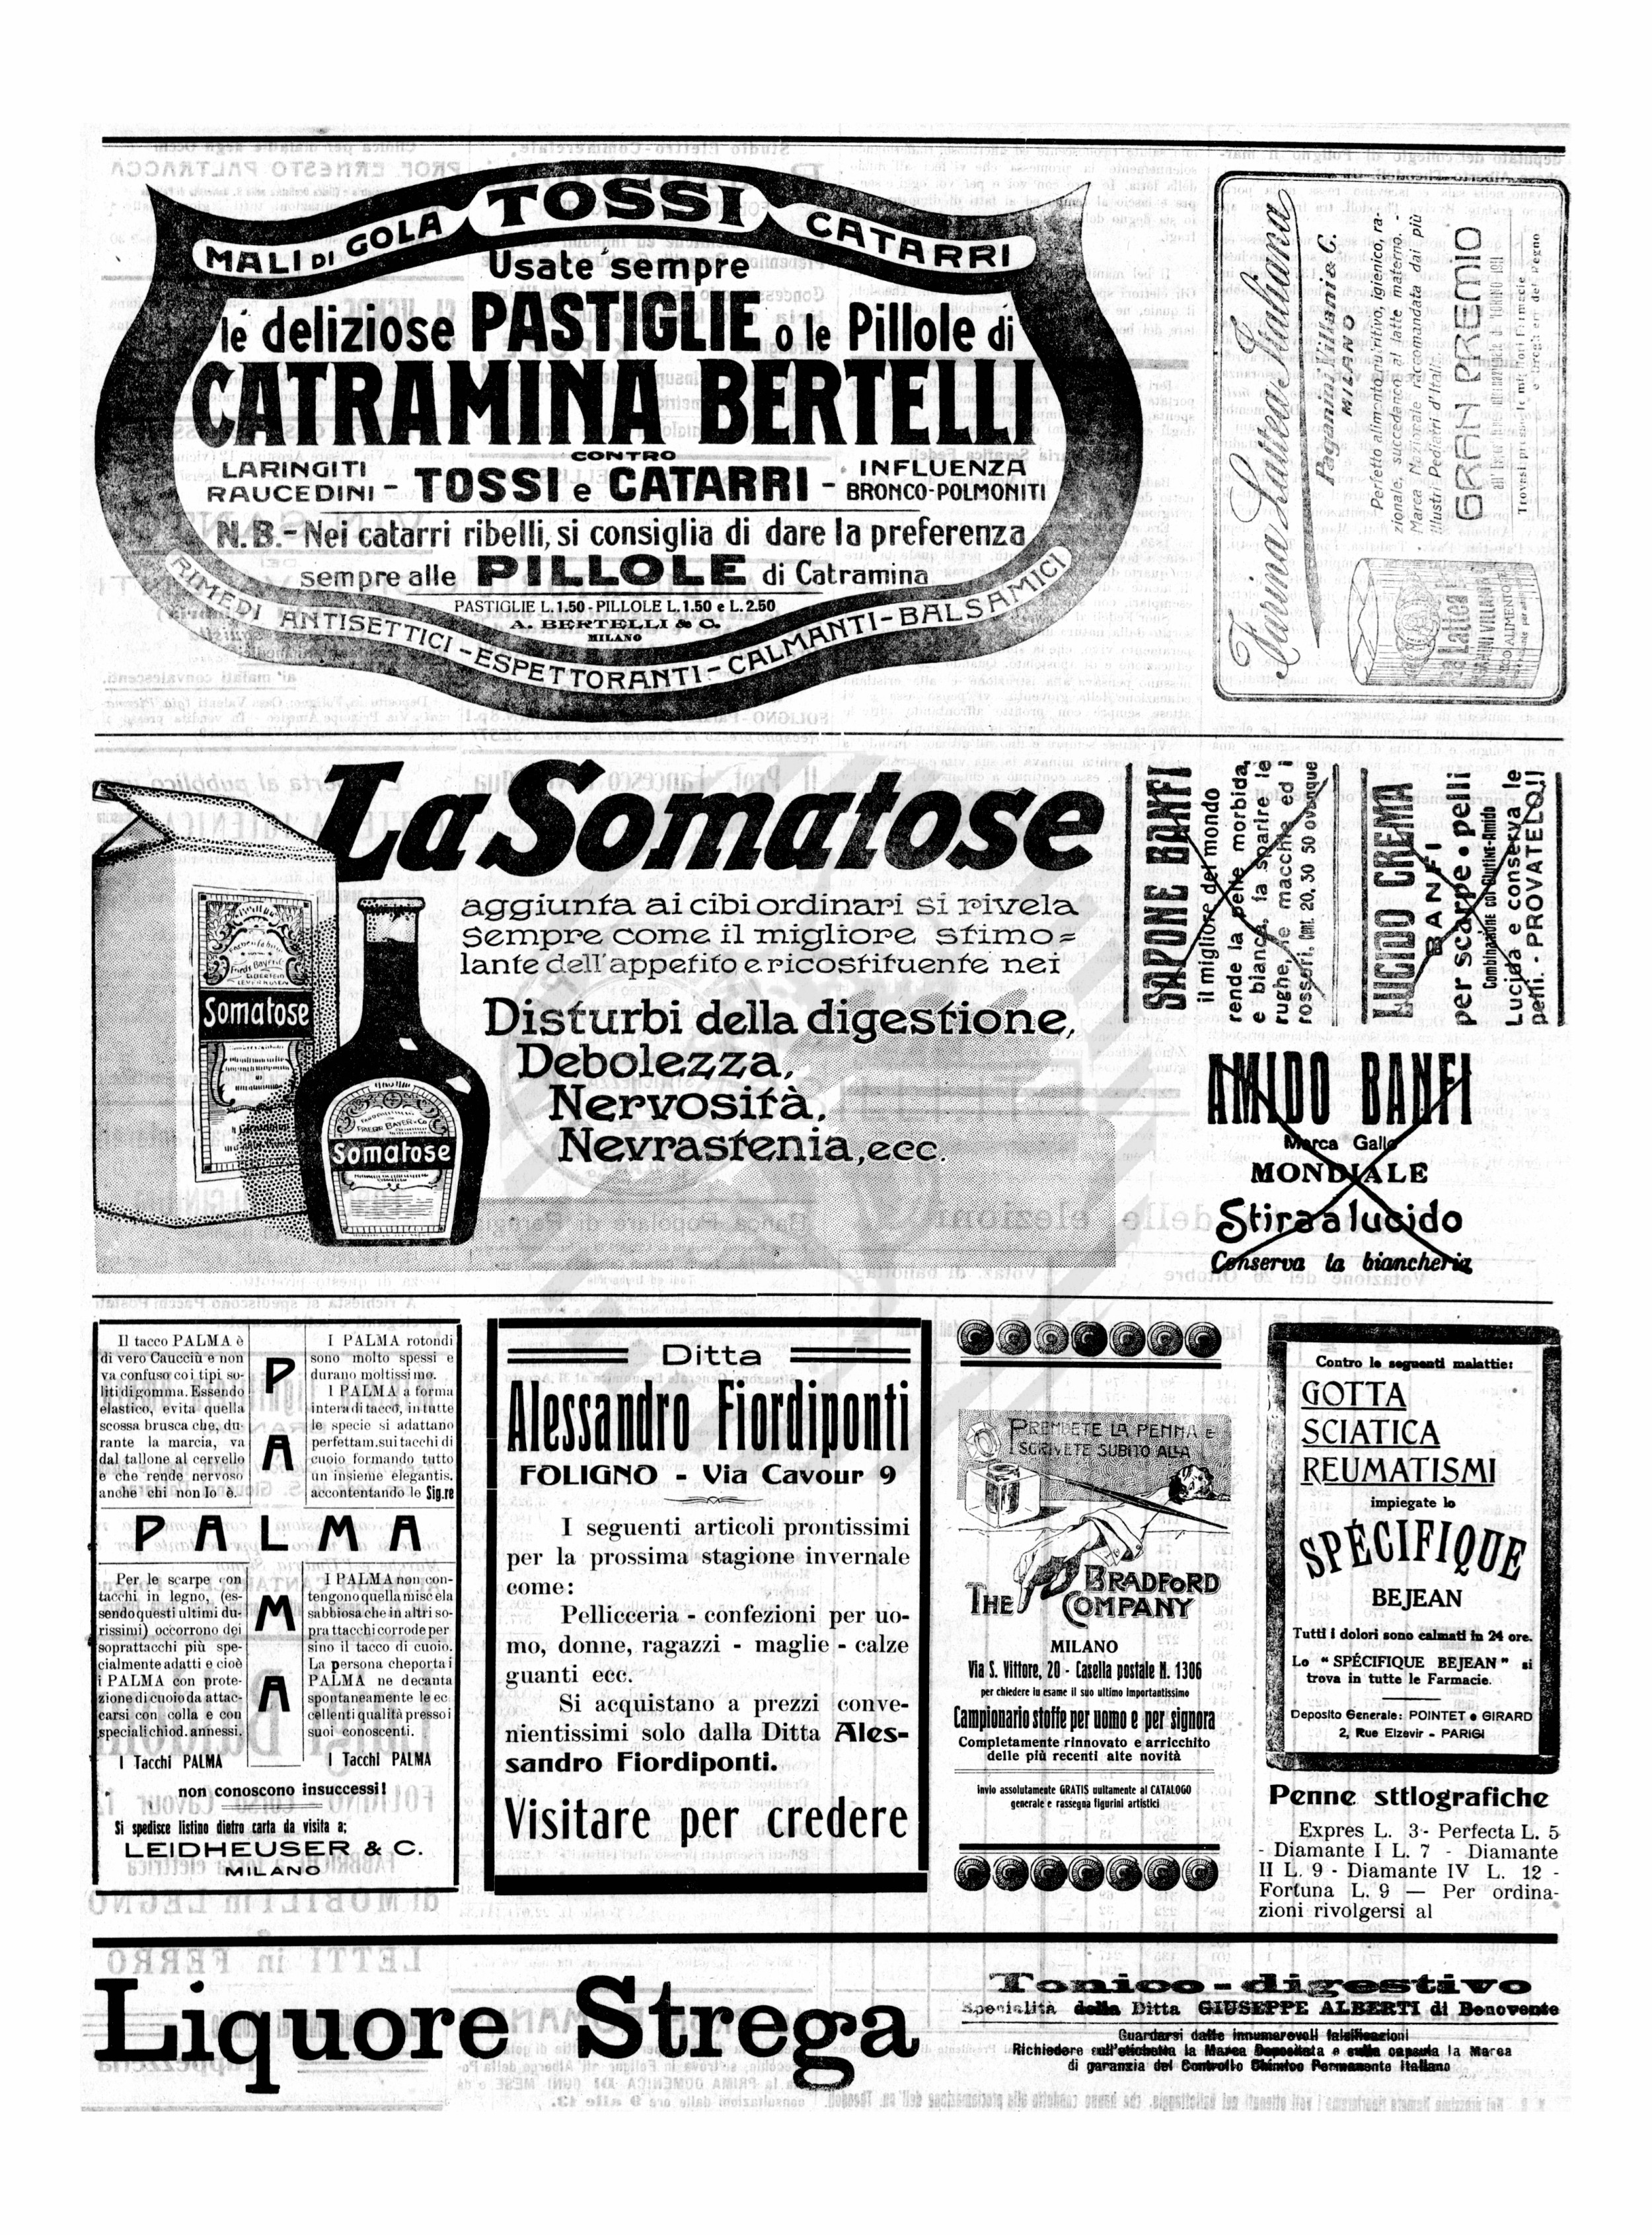 TOSSI
MALI DI GOLA
CATARRI
Usate sempre
le deliziose PASTIGLIE o le Pillole di
CATRAMINA BERTELLI
CONTRO
LARINGITI
RAUCEDINI - TOSSI e CATARRI - INFLUENZA
BRONCO-POLMONITI
N.B.- Nei catarri ribelli, si consiglia di dare la preferenza
sempre alle PILLOLE di Catramina
PASTIGLIE L.1.50 - PILLOLE L.1.50 e L.2.50
A. BERTELLI & C.
MILANO
RIMEDI ANTISETTICI - ESPETTORANTI - CALMANTI - BALSAMICI
Farina Lattea Italiana
Paganini Villani & C.
MILANO
Perfetto alimento nutritivo, igienico, ra-
zionale, succedaneo al latte materno. -
Marca Nazionale raccomandata dai più
illustri Pediatri d'Italia.
GRAN PREMIO
La Somatose
aggiunta ai cibi ordinari si rivela
sempre come il migliore stimo=
lante dell'appetito e ricostituente nei
Disturbi della digestione,
Debolezza,
Nervosità,
Nevrastenia, ecc.
Somatose
Somatose
SAPONE BANFI
il migliore del mondo
rende la pelle morbida,
e bianca, fa sparire le
rughe, le macchie ed i
rossori. Cent. 20, 30 50 ovunque
LUCIDO CREMA
BANFI
per scarpe - pelli
Lucida e conserva le
pelli. - PROVATELO!!
AMIDO BANFI
Marca Gallo
MONDIALE
Stira a lucido
Conserva la biancheria
Il tacco PALMA è
di vero Caucciù e non
va confuso coi tipi so-
liti di gomma. Essendo
elastico, evita quella
scossa brusca che, du-
rante la marcia, va
dal tallone al cervello
e che rende nervoso
anche chi non lo è.
I PALMA rotondi
sono molto spessi e
durano moltissimo.
I PALMA a forma
intera di tacco, in tutte
le specie si adattano
perfettam. sui tacchi di
cuoio formando tutto
un insieme elegantis.
accontentando le Sig.re
PALMA
PALMA
Per le scarpe con
tacchi in legno, (es-
sendo questi ultimi du-
rissimi) occorrono dei
soprattacchi più spe-
cialmente adatti e cioè
i PALMA con prote-
zione di cuoio da attac-
carsi con colla e con
speciali chiod. annessi.
I Tacchi PALMA
I PALMA non con-
tengono quella miscela
sabbiosa che in altri so-
prattacchi corrode per
sino il tacco di cuoio.
La persona che porta i
PALMA ne decanta
spontaneamente le ec
cellenti qualità presso i
suoi conoscenti.
I Tacchi PALMA
non conoscono insuccessi!
Si spedisce listino dietro carta da visita a;
LEIDHEUSER & C.
MILANO
Ditta
Alessandro Fiordiponti
FOLIGNO - Via Cavour 9
I seguenti articoli prontissimi
per la prossima stagione invernale
come:
Pellicceria - confezioni per uo-
mo, donne, ragazzi - maglie - calze
guanti ecc.
Si acquistano a prezzi conve-
nientissimi solo dalla Ditta Ales-
sandro Fiordiponti.
Visitare per credere
PRENDETE LA PENNA E
SCRIVETE SUBITO ALLA
THE BRADFORD
COMPANY
MILANO
Via S. Vittore, 20 - Casella postale N. 1306
per chiedere in esame il suo ultimo importantissimo
Campionario stoffe per uomo e per signora
Completamente rinnovato e arricchito
delle più recenti alte novità
Invio assolutamente GRATIS unitamente al CATALOGO
generale e rassegna figurini artistici
Contro le seguenti malattie:
GOTTA
SCIATICA
REUMATISMI
impiegate lo
SPÉCIFIQUE
BEJEAN
Tutti i dolori sono calmati in 24 ore.
Lo "SPÉCIFIQUE BEJEAN" si
trova in tutte le Farmacie.
Deposito Generale: POINTET e GIRARD
2, Rue Elzevir - PARIGI
Penne sttlografiche
Expres L. 3 - Perfecta L. 5
- Diamante I L. 7 - Diamante
II L. 9 - Diamante IV L. 12 -
Fortuna L. 9 — Per ordina-
zioni rivolgersi al
Liquore Strega
Tonico-digestivo
Specialità della Ditta GIUSEPPE ALBERTI di Benevento
Guardarsi dalle innumerevoli falsificazioni
Richiedere sull'etichetta la Marca Depositata e sulla capsula la Marca
di garanzia del Controllo Chimico Permanente Italiano